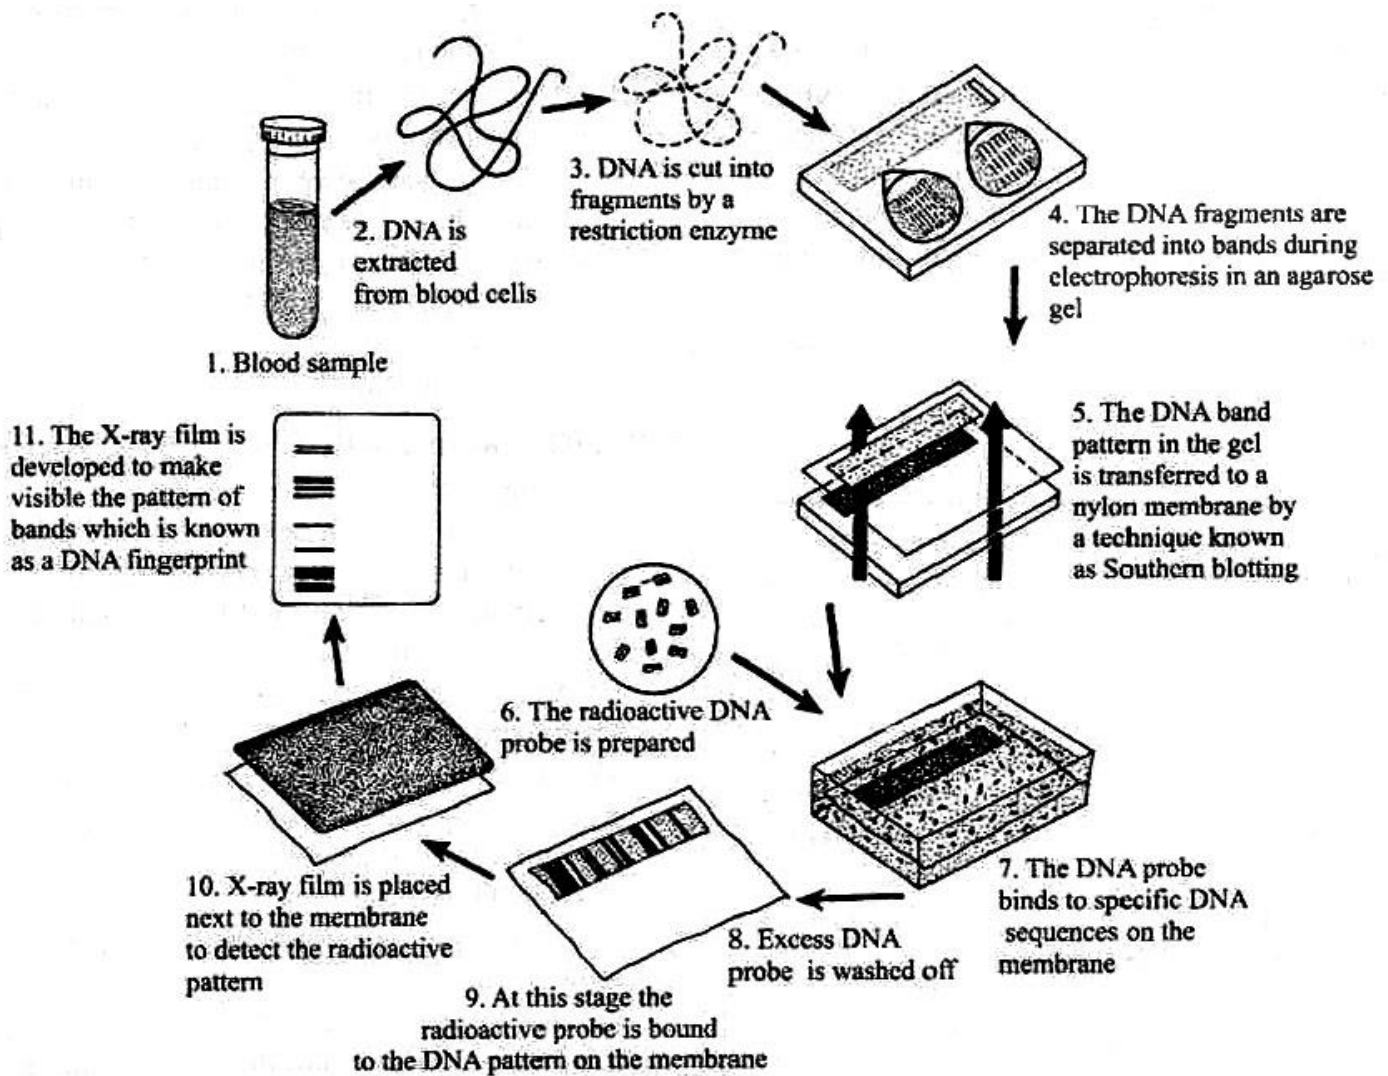 1. Blood sample
2. DNA is
extracted
from blood cells
3. DNA is cut into
fragments by a
restriction enzyme
4. The DNA fragments are
separated into bands during
electrophoresis in an agarose
gel
5. The DNA band
pattern in the gel
is transferred to a
nylon membrane by
a technique known
as Southern blotting
6. The radioactive DNA
probe is prepared
7. The DNA probe
binds to specific DNA
sequences on the
membrane
8. Excess DNA
probe is washed off
9. At this stage the
radioactive probe is bound
to the DNA pattern on the membrane
10. X-ray film is placed
next to the membrane
to detect the radioactive
pattern
11. The X-ray film is
developed to make
visible the pattern of
bands which is known
as a DNA fingerprint